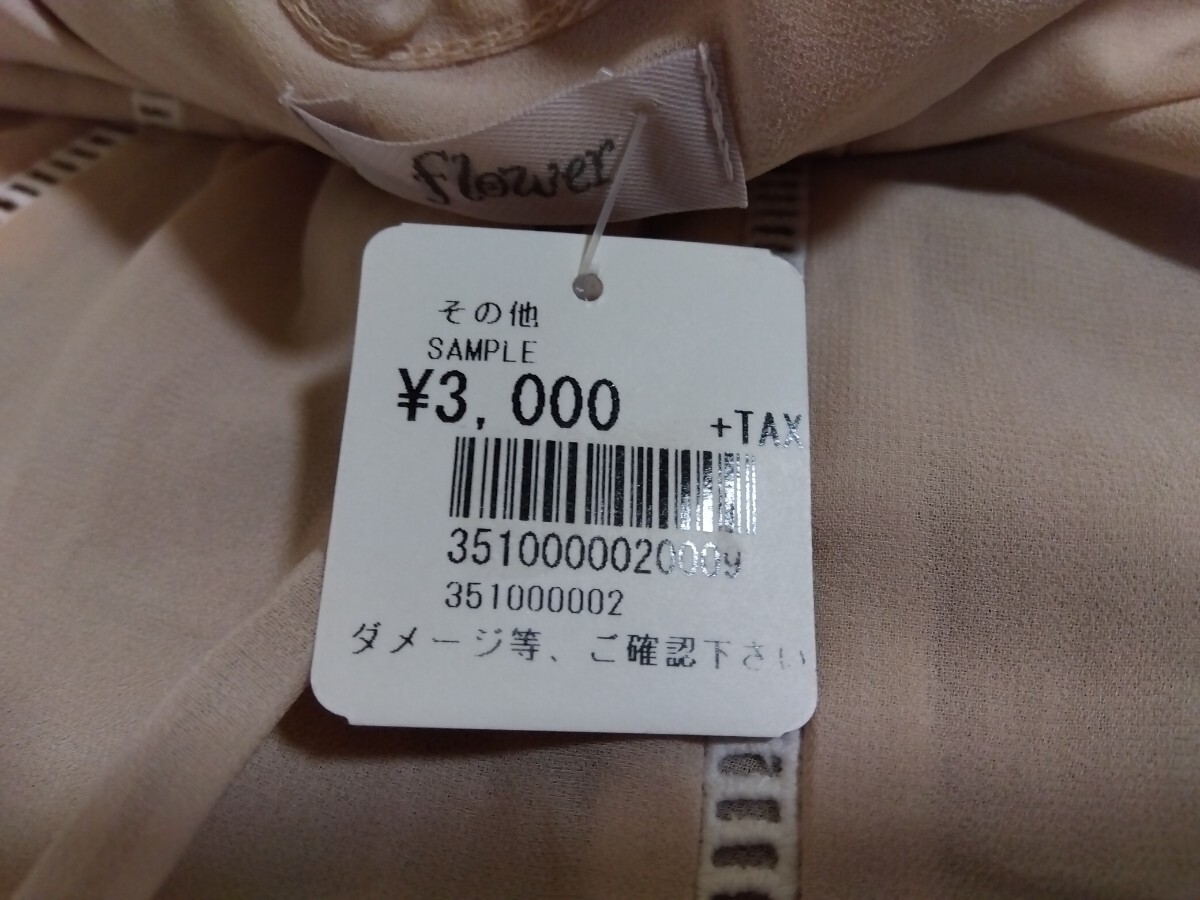 flower
その他
SAMPLE
¥3,000 +TAX
3510000020009
351000002
ダメージ等、ご確認下さい